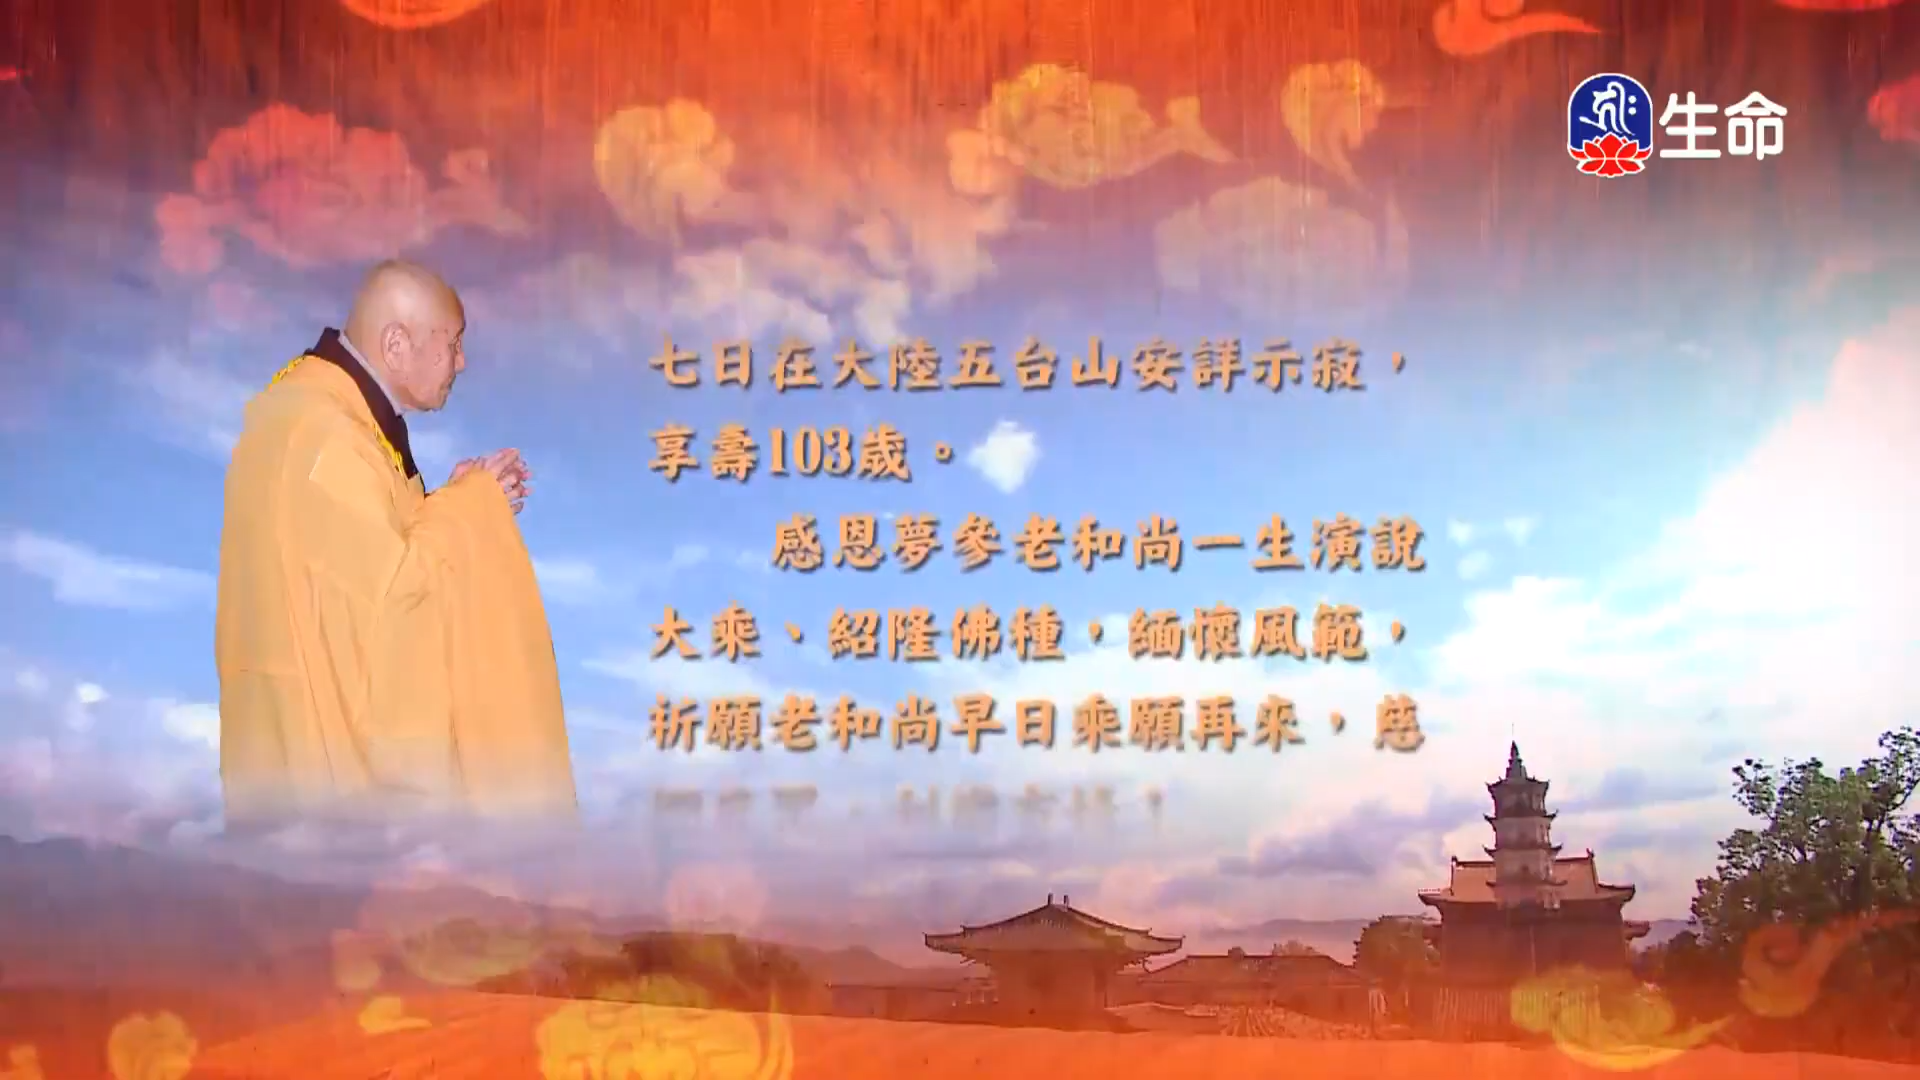 生命
七日在大陸五台山安詳示寂，
享壽103歲。
感恩夢參老和尚一生演說
大乘、紹隆佛種，緬懷風範，
祈願老和尚早日乘願再來，慈